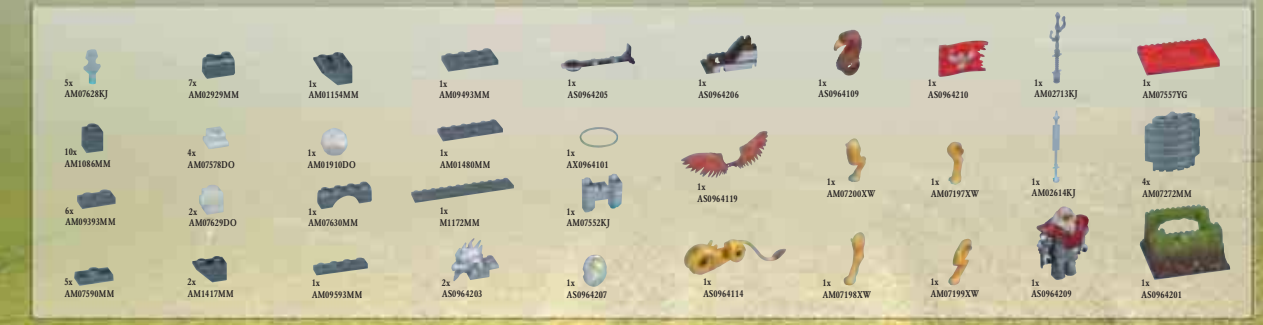 5x
AM07628KJ
7x
AM02929MM
1x
AM01154MM
1x
AM09493MM
1x
AS0964205
1x
AS0964206
1x
AS0964109
1x
AS0964210
1x
AM02713KJ
1x
AM07557YG
10x
AM1086MM
4x
AM07578DO
1x
AM01910DO
1x
AM01480MM
1x
AX0964101
1x
AS0964119
1x
AM07200XW
1x
AM07197XW
1x
AM02614KJ
4x
AM07272MM
6x
AM09393MM
2x
AM07629DO
1x
AM07630MM
1x
M1172MM
1x
AM07552KJ
5x
AM07590MM
2x
AM1417MM
1x
AM09593MM
2x
AS0964203
1x
AS0964207
1x
AS0964114
1x
AM07198XW
1x
AM07199XW
1x
AS0964209
1x
AS0964201